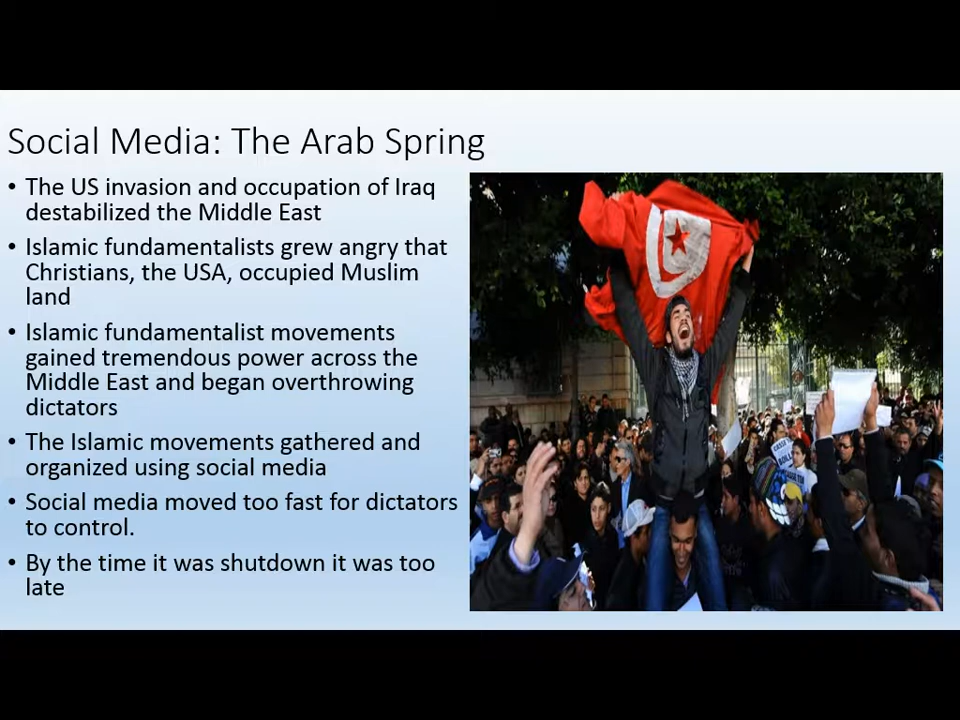 Social Media: The Arab Spring
• The US invasion and occupation of Iraq
destabilized the Middle East
• Islamic fundamentalists grew angry that
Christians, the USA, occupied Muslim
land
• Islamic fundamentalist movements
gained tremendous power across the
Middle East and began overthrowing
dictators
• The Islamic movements gathered and
organized using social media
• Social media moved too fast for dictators
to control.
• By the time it was shutdown it was too
late